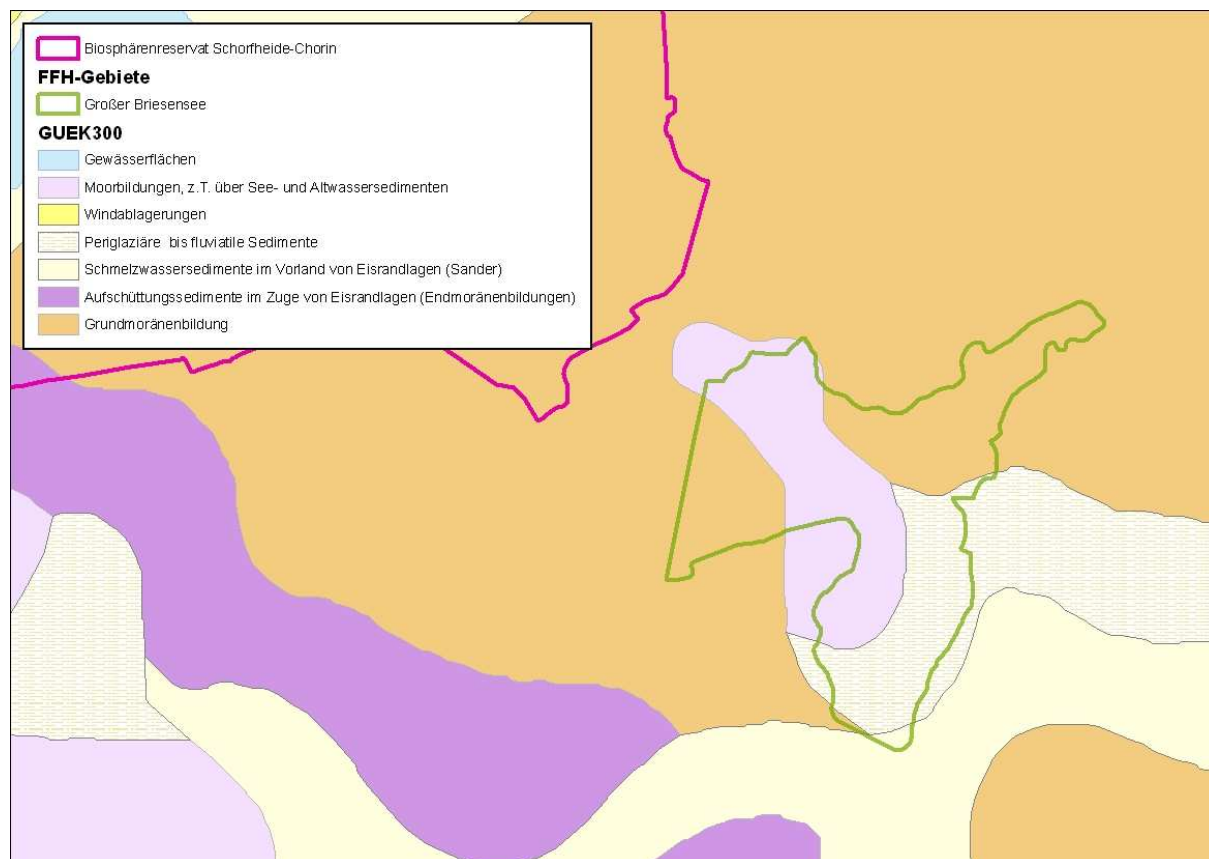 Biosphärenreservat Schorfheide-Chorin
FFH-Gebiete
Großer Briesensee
GUEK300
Gewässerflächen
Moorbildungen, z.T. über See- und Altwassersedimenten
Windablagerungen
Periglaziäre bis fluviatile Sedimente
Schmelzwassersedimente im Vorland von Eisrandlagen (Sander)
Aufschüttungssedimente im Zuge von Eisrandlagen (Endmoränenbildungen)
Grundmoränenbildung